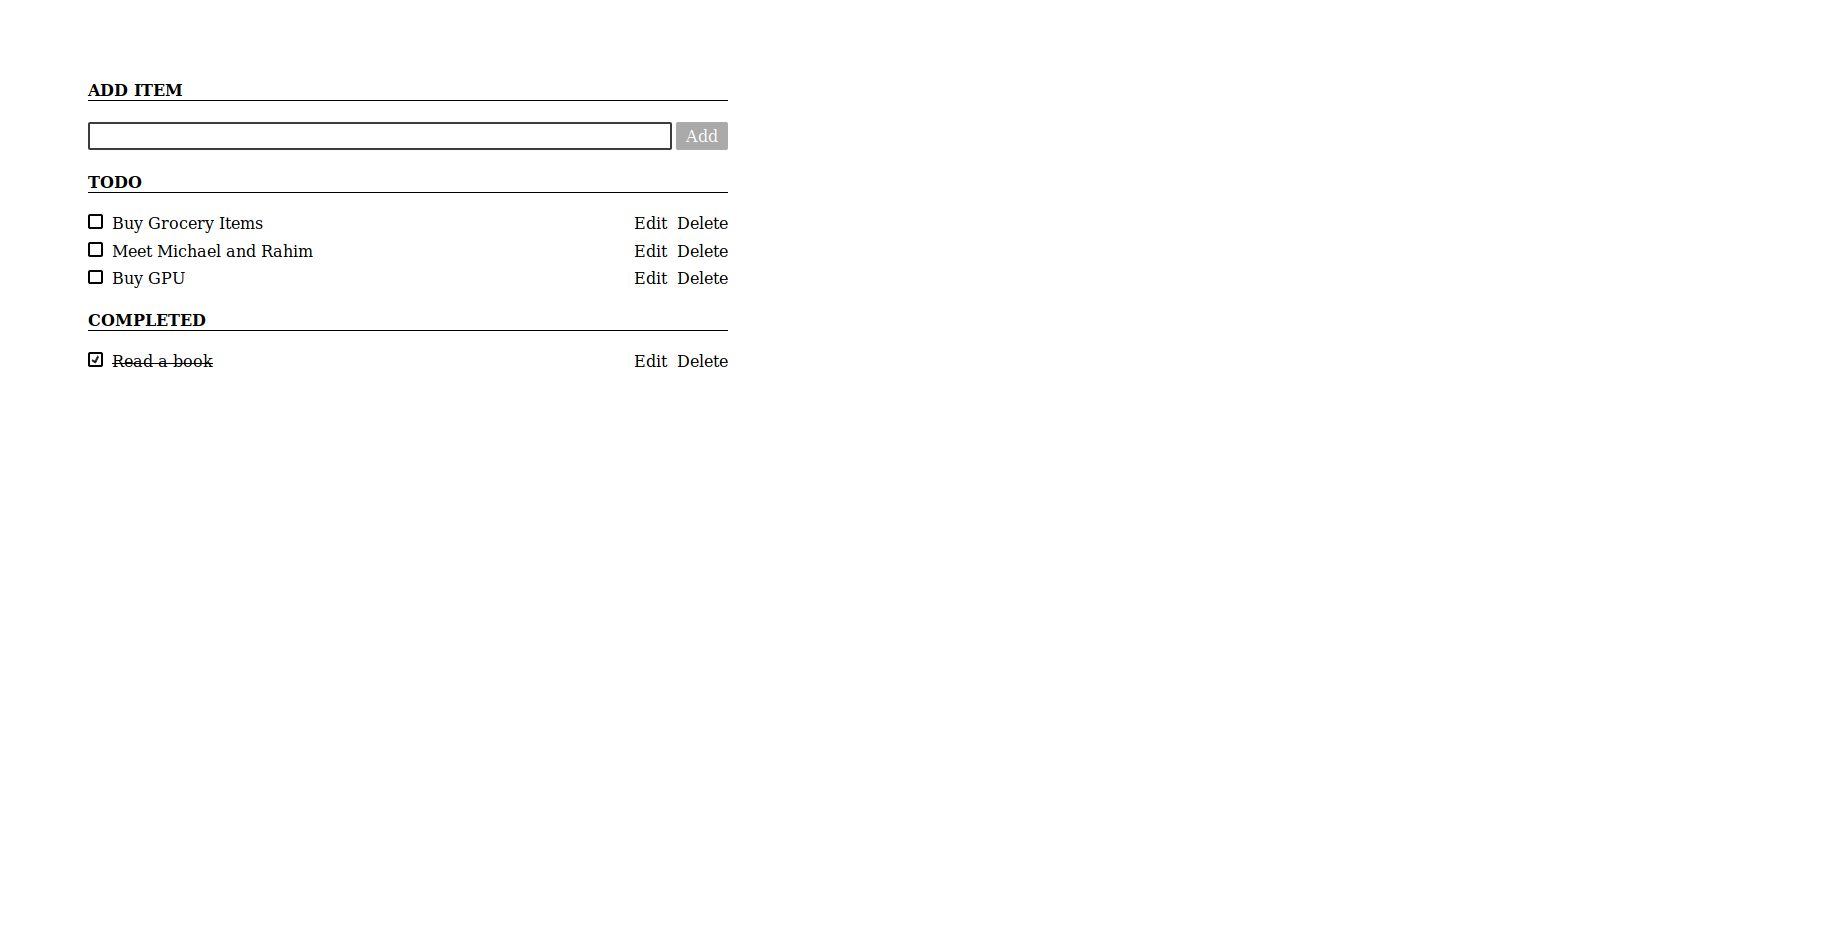 ADD ITEM
Add
TODO
Buy Grocery Items Edit Delete
Meet Michael and Rahim Edit Delete
Buy GPU Edit Delete
COMPLETED
Read a book Edit Delete